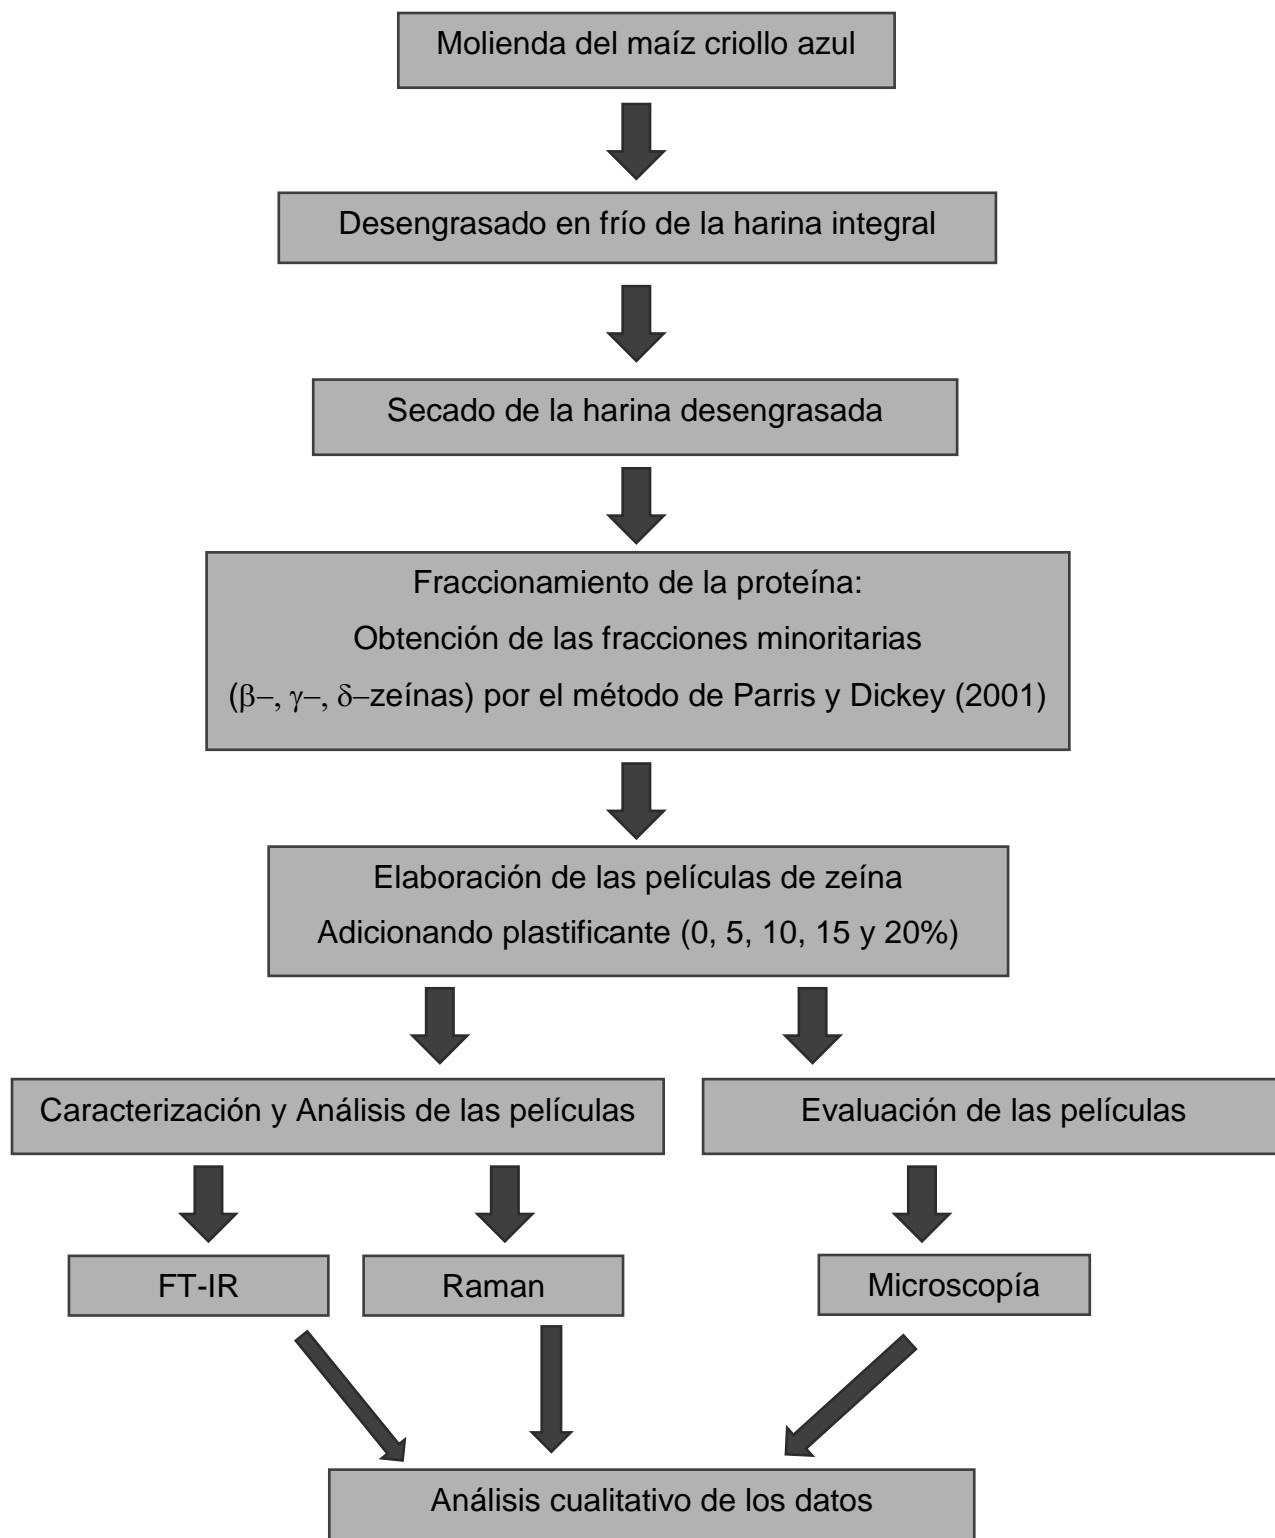 Molienda del maíz criollo azul
Desengrasado en frío de la harina integral
Secado de la harina desengrasada
Fraccionamiento de la proteína:
Obtención de las fracciones minoritarias
(β–, γ–, δ–zeínas) por el método de Parris y Dickey (2001)
Elaboración de las películas de zeína
Adicionando plastificante (0, 5, 10, 15 y 20%)
Caracterización y Análisis de las películas
Evaluación de las películas
FT-IR
Raman
Microscopía
Análisis cualitativo de los datos